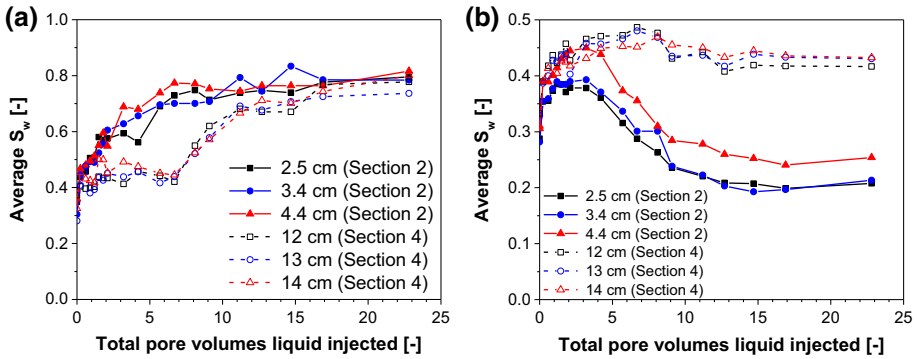 (a)
1.0
0.8
0.6
0.4
0.2
0.0
Average Sw [-]
2.5 cm (Section 2)
3.4 cm (Section 2)
4.4 cm (Section 2)
12 cm (Section 4)
13 cm (Section 4)
14 cm (Section 4)
0 5 10 15 20 25
Total pore volumes liquid injected [-]
(b)
0.5
0.4
0.3
0.2
0.1
0.0
Average Sw [-]
2.5 cm (Section 2)
3.4 cm (Section 2)
4.4 cm (Section 2)
12 cm (Section 4)
13 cm (Section 4)
14 cm (Section 4)
0 5 10 15 20 25
Total pore volumes liquid injected [-]